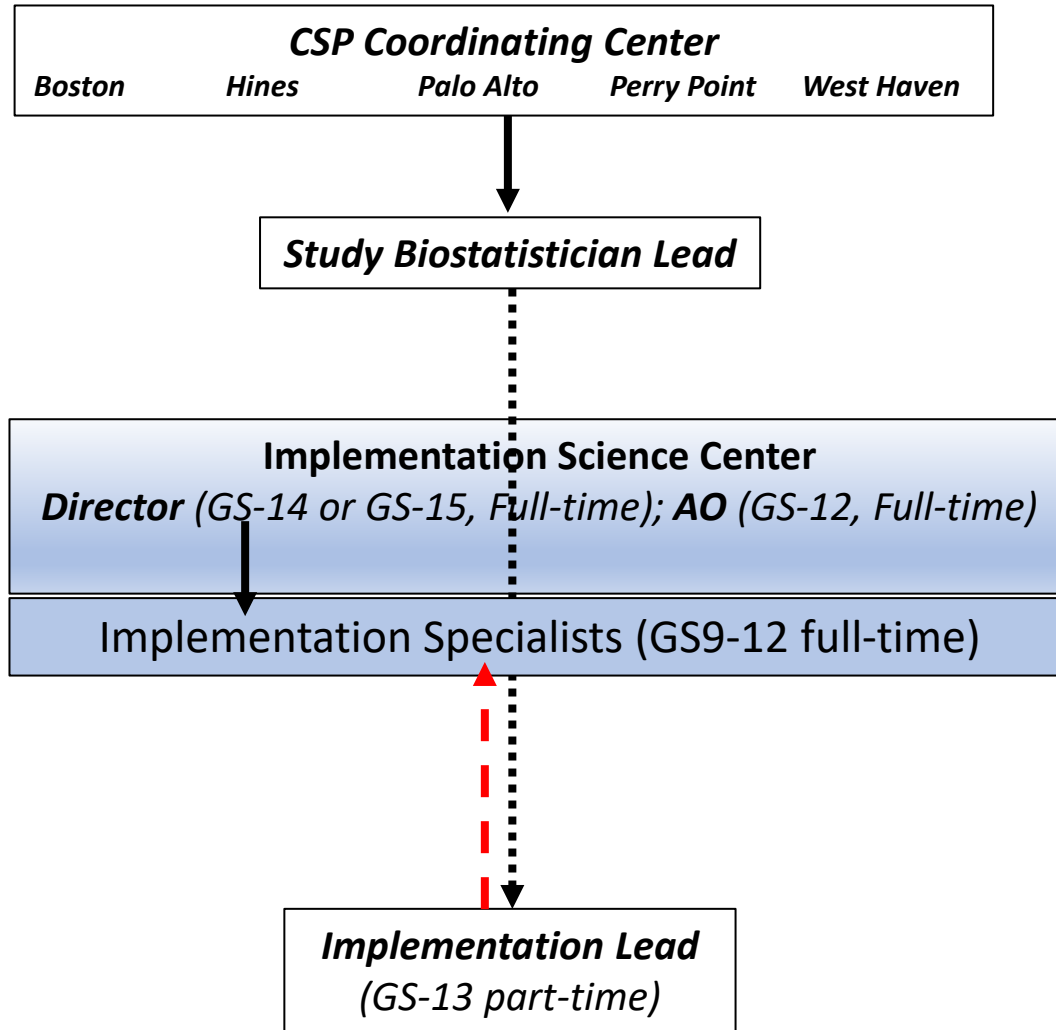 CSP Coordinating Center
Boston Hines Palo Alto Perry Point West Haven
Study Biostatistician Lead
Implementation Science Center
Director (GS-14 or GS-15, Full-time); AO (GS-12, Full-time)
Implementation Specialists (GS9-12 full-time)
Implementation Lead
(GS-13 part-time)